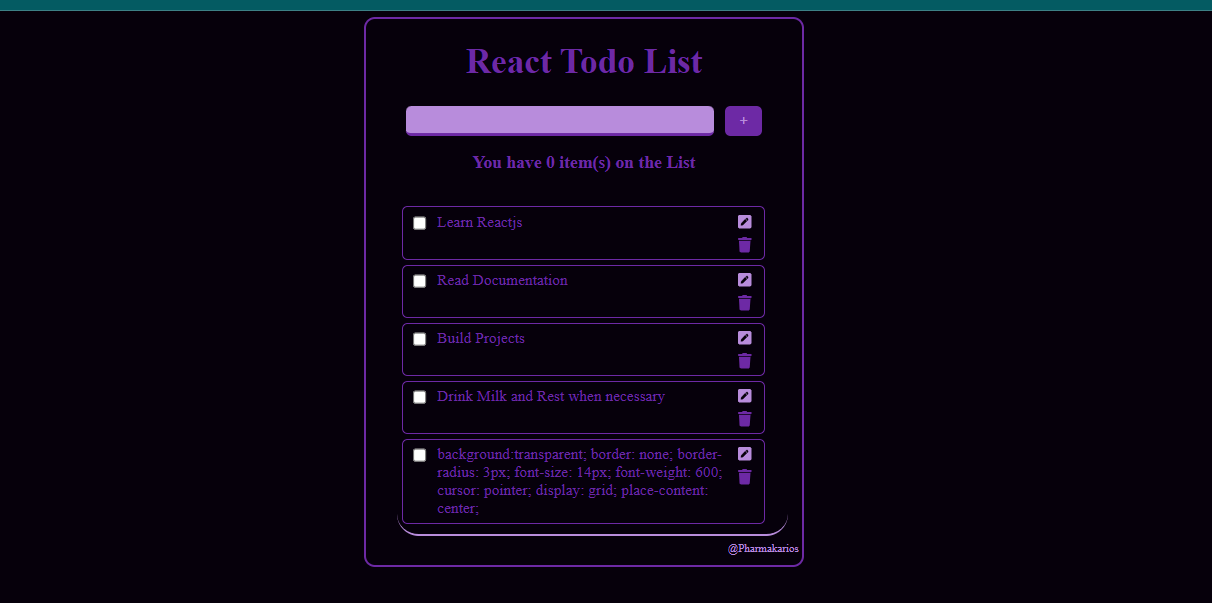 React Todo List
+
You have 0 item(s) on the List
Learn Reactjs
Read Documentation
Build Projects
Drink Milk and Rest when necessary
background:transparent; border: none; border-
radius: 3px; font-size: 14px; font-weight: 600;
cursor: pointer; display: grid; place-content:
center;
@Pharmakarios